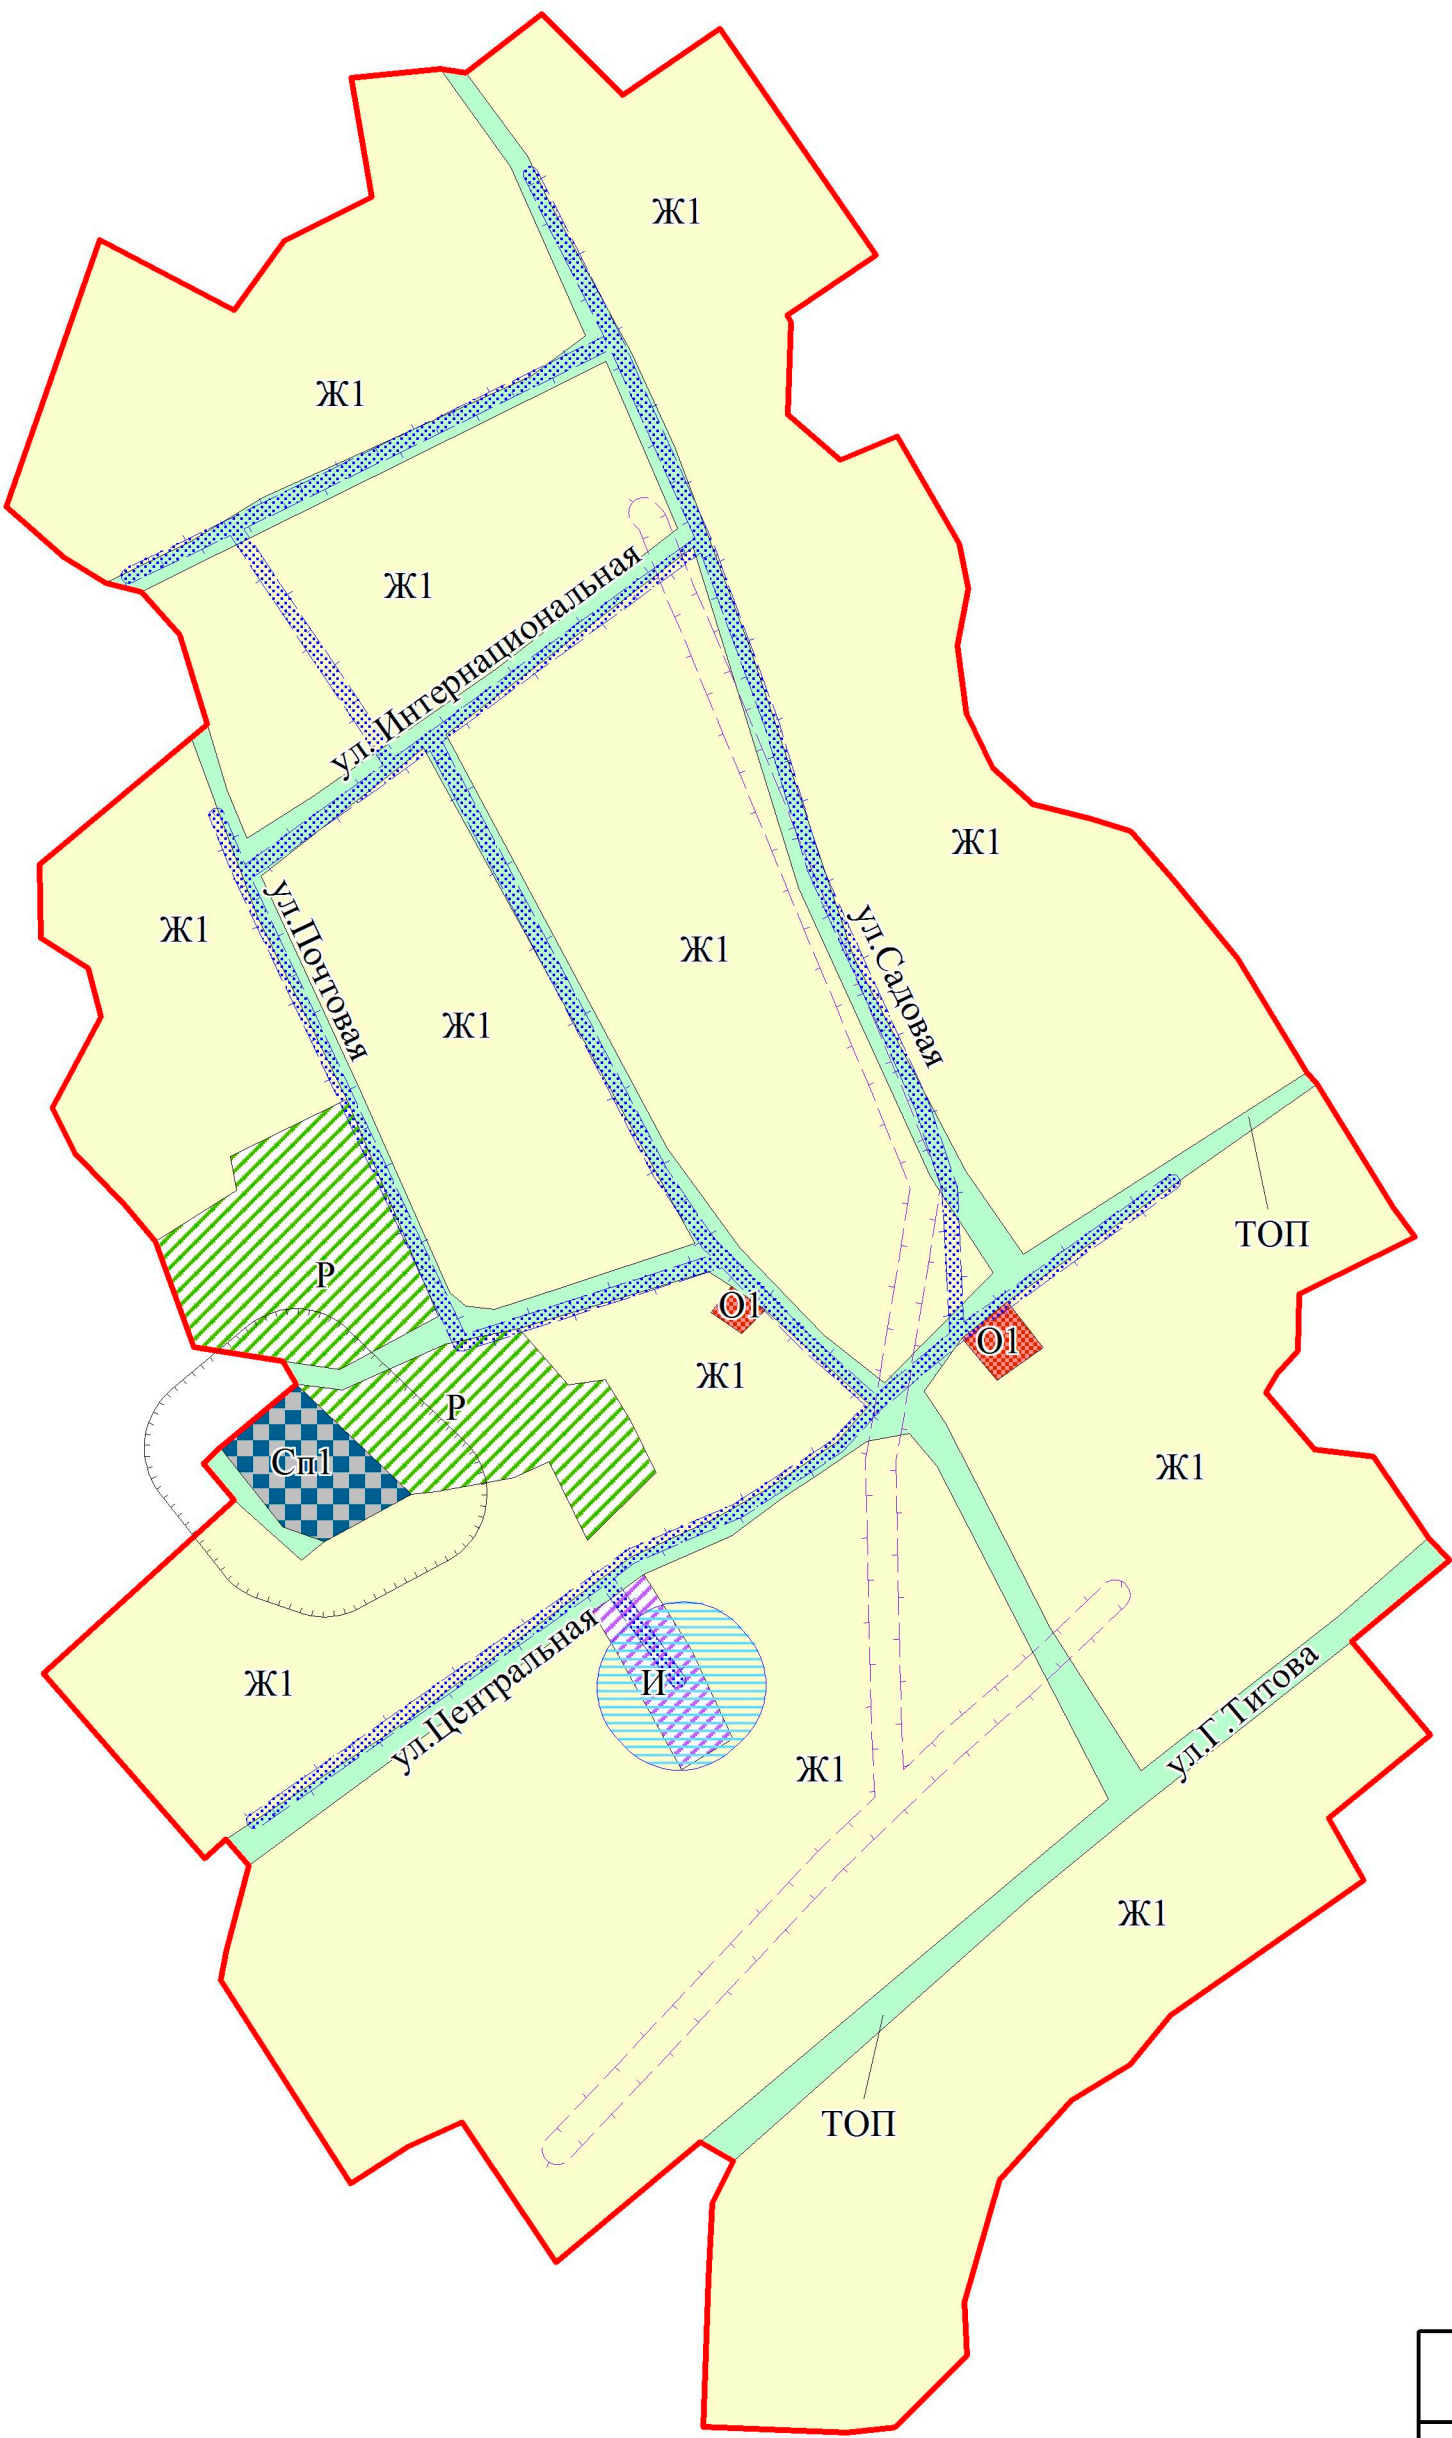 Ж1
Ж1
Ж1
ул. Интернациональная
Ж1
Ж1
ул.Почтовая
Ж1
ул.Садовая
Ж1
ТОП
Р
О1
О1
Ж1
Р
Сп1
Ж1
Ж1
ул.Центральная
И
ул.Г.Титова
Ж1
Ж1
ТОП